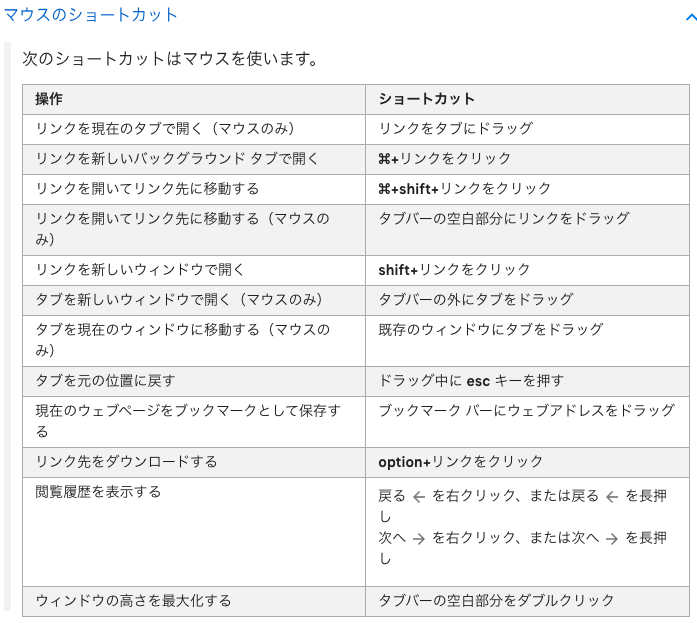 マウスのショートカット
次のショートカットはマウスを使います。
操作 ショートカット
リンクを現在のタブで開く（マウスのみ） リンクをタブにドラッグ
リンクを新しいバックグラウンド タブで開く ⌘+リンクをクリック
リンクを開いてリンク先に移動する ⌘+shift+リンクをクリック
リンクを開いてリンク先に移動する（マウスの タブバーの空白部分にリンクをドラッグ
み）
リンクを新しいウィンドウで開く shift+リンクをクリック
タブを新しいウィンドウで開く（マウスのみ） タブバーの外にタブをドラッグ
タブを現在のウィンドウに移動する（マウスの 既存のウィンドウにタブをドラッグ
み）
タブを元の位置に戻す ドラッグ中に esc キーを押す
現在のウェブページをブックマークとして保存す ブックマーク バーにウェブアドレスをドラッグ
る
リンク先をダウンロードする option+リンクをクリック
閲覧履歴を表示する 戻る ← を右クリック、または戻る ← を長押
し
次へ → を右クリック、または次へ → を長押
し
ウィンドウの高さを最大化する タブバーの空白部分をダブルクリック